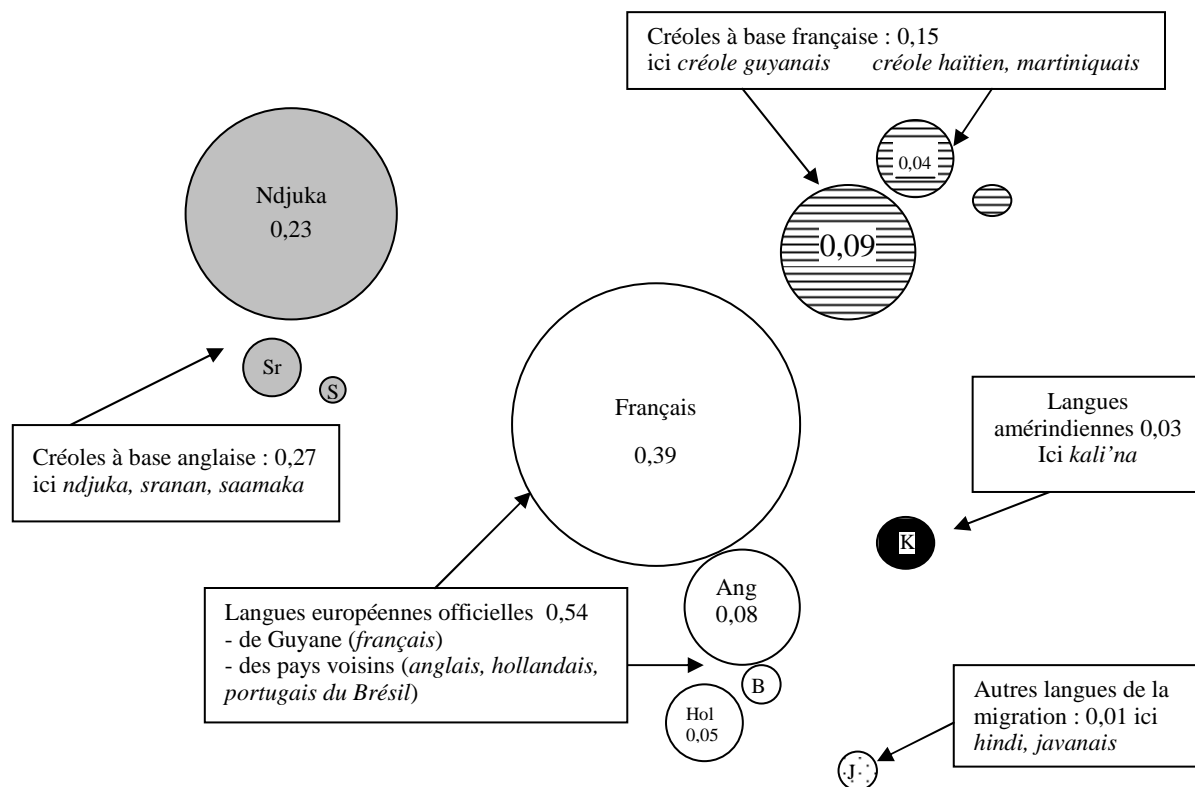 Créoles à base française : 0,15
ici créole guyanais créole haïtien, martiniquais
0,04
Ndjuka
0,23
0,09
Sr
S
Français
0,39
Langues
amérindiennes 0,03
Ici kali’na
Créoles à base anglaise : 0,27
ici ndjuka, sranan, saamaka
K
Ang
0,08
Langues européennes officielles 0,54
- de Guyane (français)
- des pays voisins (anglais, hollandais,
portugais du Brésil)
B
Hol
0,05
Autres langues de la
migration : 0,01 ici
hindi, javanais
J